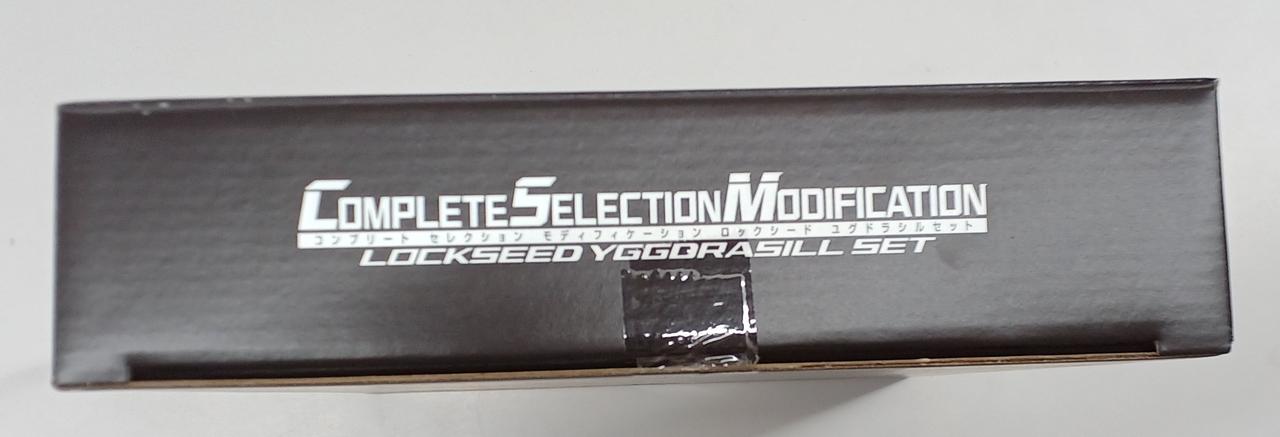 COMPLETE SELECTION MODIFICATION
コンプリート セレクション モディフィケーション ロックシード ユグドラシルセット
LOCKSEED YGGDRASILL SET